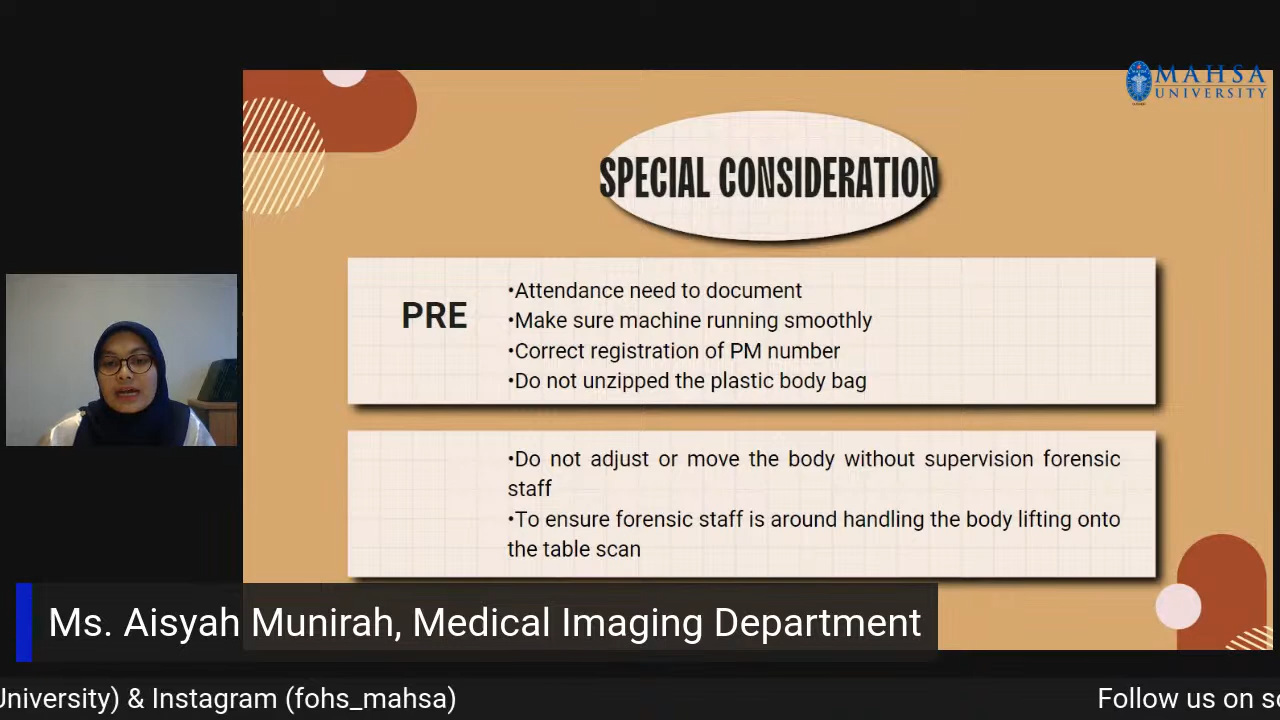 MAHSA
UNIVERSITY
SPECIAL CONSIDERATION
PRE
•Attendance need to document
•Make sure machine running smoothly
•Correct registration of PM number
•Do not unzipped the plastic body bag
•Do not adjust or move the body without supervision forensic
staff
•To ensure forensic staff is around handling the body lifting onto
the table scan
Ms. Aisyah Munirah, Medical Imaging Department
University) & Instagram (fohs_mahsa)
Follow us on